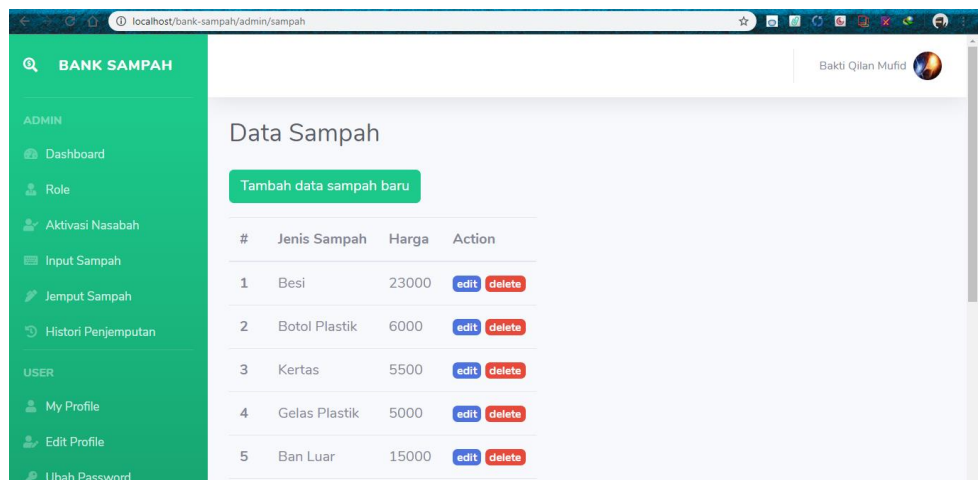 localhost/bank-sampah/admin/sampah
BANK SAMPAH
Bakti Qilan Mufid
ADMIN
Dashboard
Role
Aktivasi Nasabah
Input Sampah
Jemput Sampah
Histori Penjemputan
USER
My Profile
Edit Profile
Ubah Password
Data Sampah
Tambah data sampah baru
# Jenis Sampah Harga Action
1 Besi 23000 edit delete
2 Botol Plastik 6000 edit delete
3 Kertas 5500 edit delete
4 Gelas Plastik 5000 edit delete
5 Ban Luar 15000 edit delete